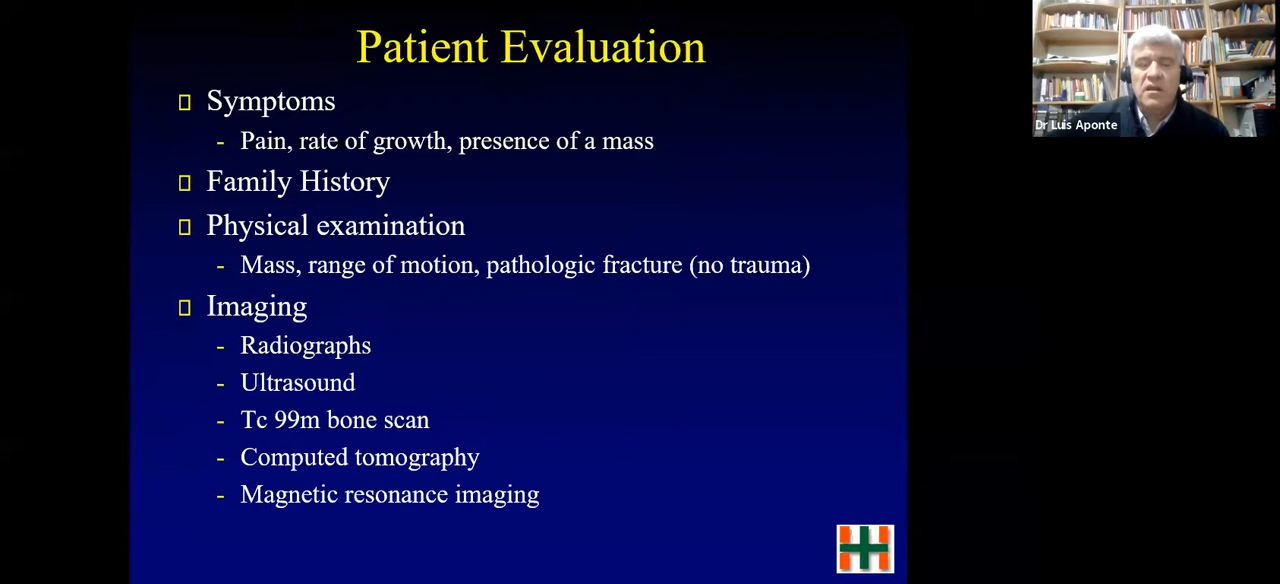 Patient Evaluation
Symptoms
- Pain, rate of growth, presence of a mass
Family History
Physical examination
- Mass, range of motion, pathologic fracture (no trauma)
Imaging
- Radiographs
- Ultrasound
- Tc 99m bone scan
- Computed tomography
- Magnetic resonance imaging
Dr Luis Aponte